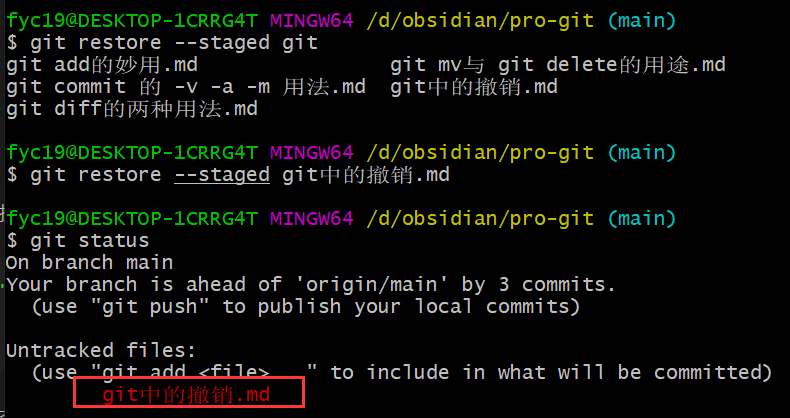 fyc19@DESKTOP-1CRRG4T MINGW64 /d/obsidian/pro-git (main)
$ git restore --staged git
git add的妙用.md git mv与 git delete的用途.md
git commit 的 -v -a -m 用法.md git中的撤销.md
git diff的两种用法.md
fyc19@DESKTOP-1CRRG4T MINGW64 /d/obsidian/pro-git (main)
$ git restore --staged git中的撤销.md
fyc19@DESKTOP-1CRRG4T MINGW64 /d/obsidian/pro-git (main)
$ git status
On branch main
Your branch is ahead of 'origin/main' by 3 commits.
(use "git push" to publish your local commits)
Untracked files:
(use "git add <file>..." to include in what will be committed)
git中的撤销.md